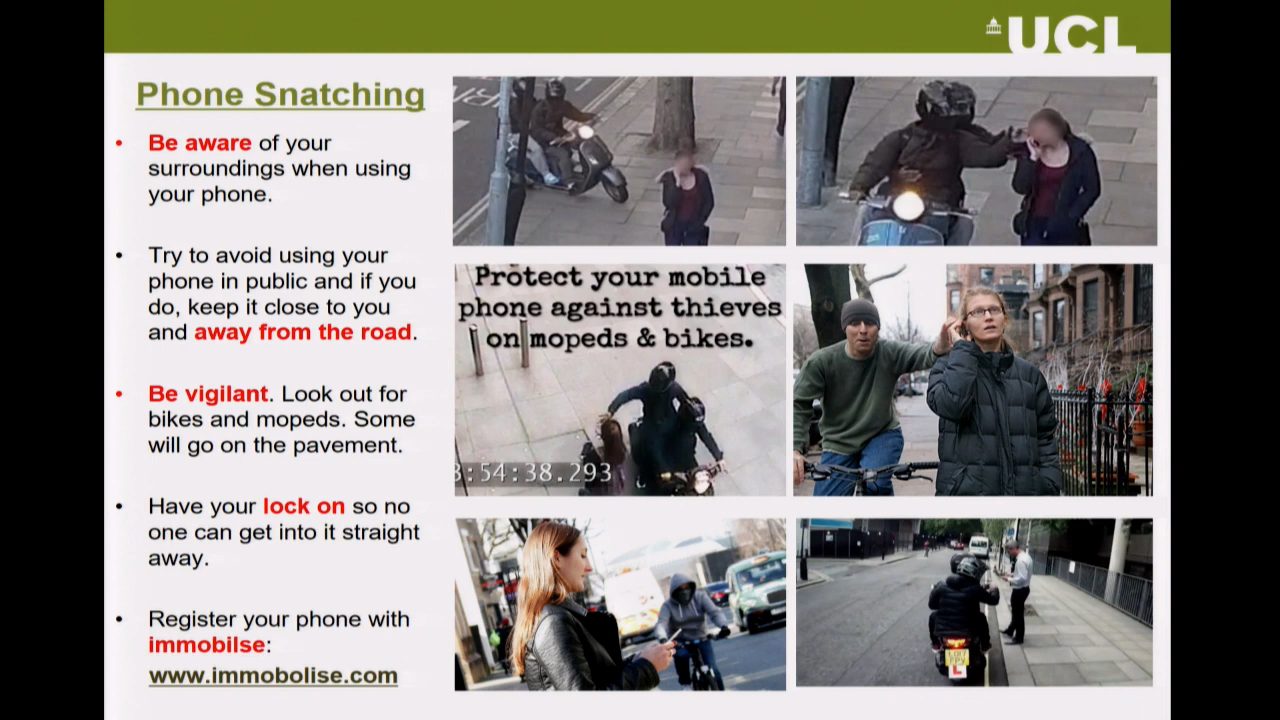 UCL
Phone Snatching
• Be aware of your
surroundings when using
your phone.
• Try to avoid using your
phone in public and if you
do, keep it close to you
and away from the road.
• Be vigilant. Look out for
bikes and mopeds. Some
will go on the pavement.
• Have your lock on so no
one can get into it straight
away.
• Register your phone with
immobilse:
www.immobolise.com
Protect your mobile
phone against thieves
on mopeds & bikes.
:54:38.293
L